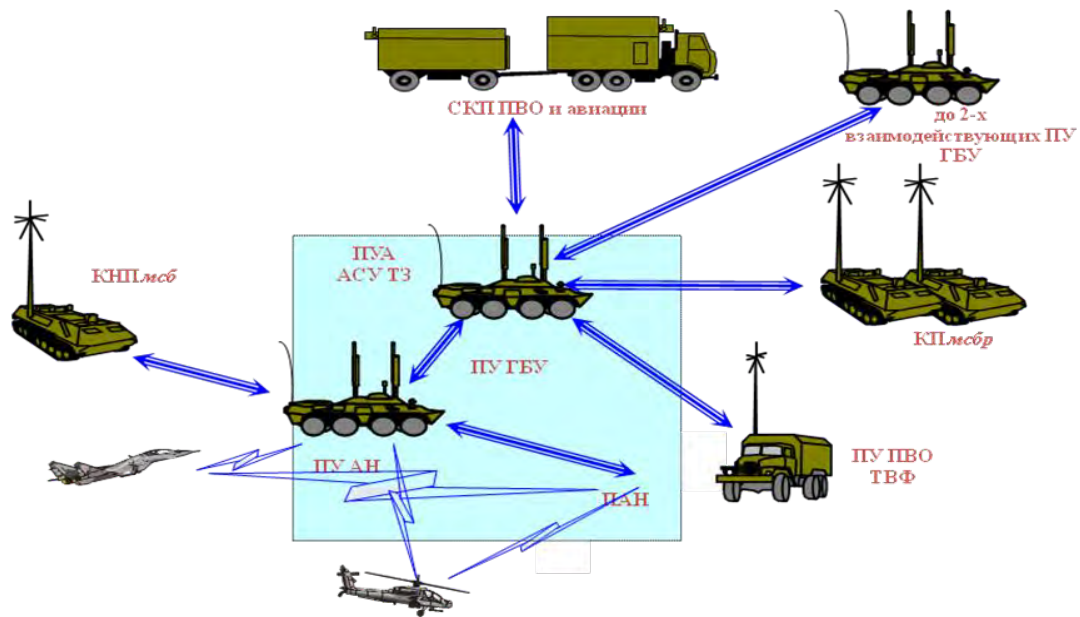 СКП ПВО и авиации
до 2-х
взаимодействующих ПУ
ГБУ
ПУА
АСУ ТЗ
КНПмсб
КПмсбр
ПУ ГБУ
ПУ АН
ПАН
ПУ ПВО
ТВФ